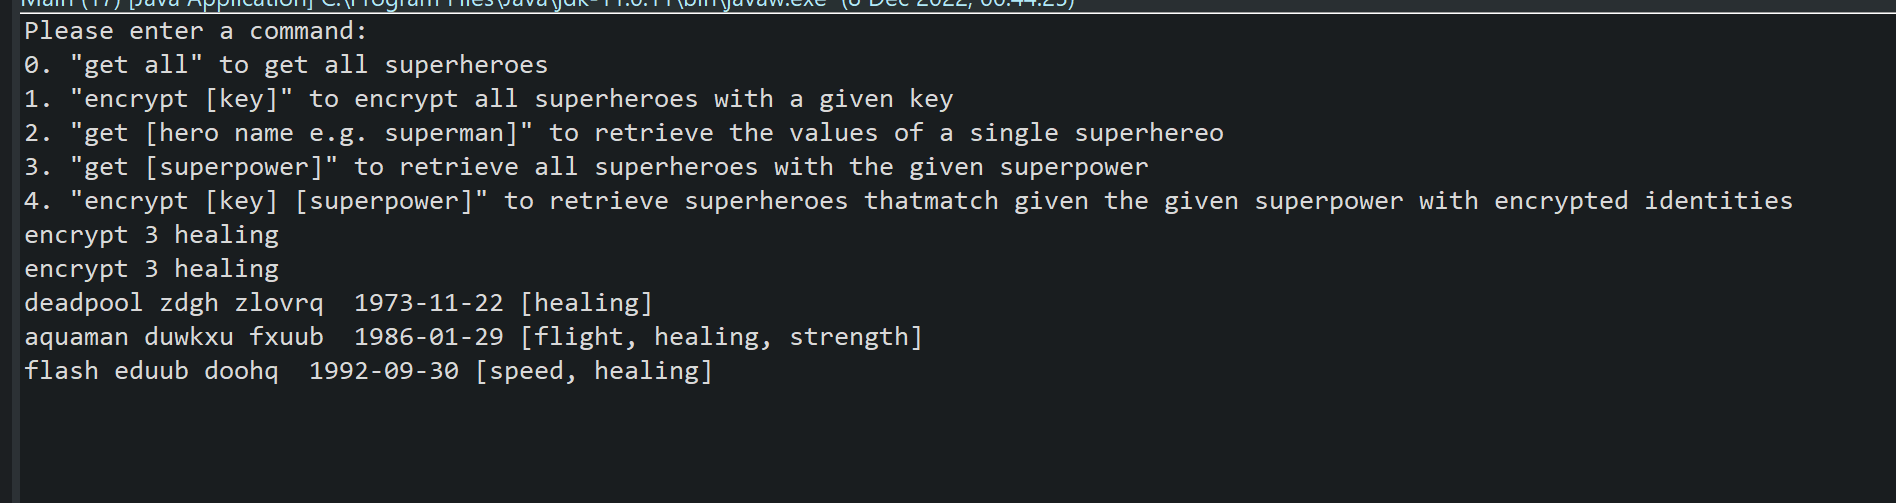 Main (17) [Java Application] C:\Program Files\Java\jdk-11.0.11\bin\javaw.exe (8 Dec 2022, 00:44:25)
Please enter a command:
0. "get all" to get all superheroes
1. "encrypt [key]" to encrypt all superheroes with a given key
2. "get [hero name e.g. superman]" to retrieve the values of a single superhereo
3. "get [superpower]" to retrieve all superheroes with the given superpower
4. "encrypt [key] [superpower]" to retrieve superheroes thatmatch given the given superpower with encrypted identities
encrypt 3 healing
encrypt 3 healing
deadpool zdgh zlovrq  1973-11-22 [healing]
aquaman duwkxu fxuub  1986-01-29 [flight, healing, strength]
flash eduub doohq  1992-09-30 [speed, healing]